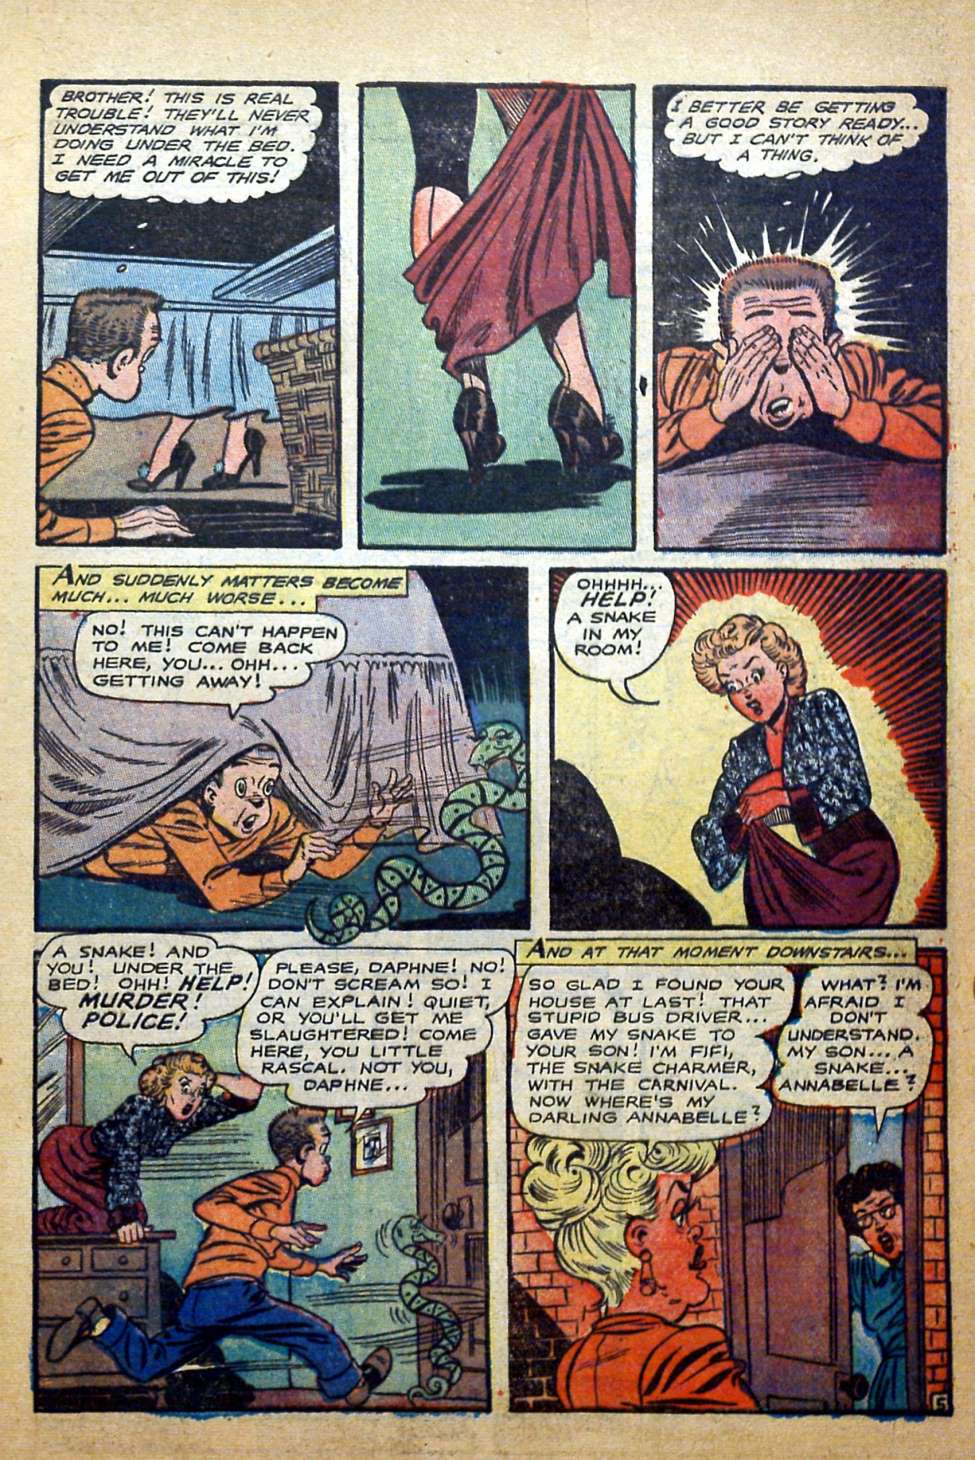 BROTHER! THIS IS REAL
TROUBLE! THEY'LL NEVER
UNDERSTAND WHAT I'M
DOING UNDER THE BED.
I NEED A MIRACLE TO
GET ME OUT OF THIS!
I BETTER BE GETTING
A GOOD STORY READY...
BUT I CAN'T THINK OF
A THING.
AND SUDDENLY MATTERS BECOME
MUCH... MUCH WORSE...
NO! THIS CAN'T HAPPEN
TO ME! COME BACK
HERE, YOU... OHH...
GETTING AWAY!
OHHHH...
HELP!
A SNAKE
IN MY
ROOM!
A SNAKE! AND
YOU! UNDER THE
BED! OHH! HELP!
MURDER!
POLICE!
PLEASE, DAPHNE! NO!
DON'T SCREAM SO! I
CAN EXPLAIN! QUIET,
OR YOU'LL GET ME
SLAUGHTERED! COME
HERE, YOU LITTLE
RASCAL. NOT YOU,
DAPHNE...
AND AT THAT MOMENT DOWNSTAIRS...
SO GLAD I FOUND YOUR
HOUSE AT LAST! THAT
STUPID BUS DRIVER...
GAVE MY SNAKE TO
YOUR SON! I'M FIFI,
THE SNAKE CHARMER,
WITH THE CARNIVAL.
NOW WHERE'S MY
DARLING ANNABELLE?
WHAT? I'M
AFRAID I
DON'T
UNDERSTAND.
MY SON... A
SNAKE...
ANNABELLE?
5